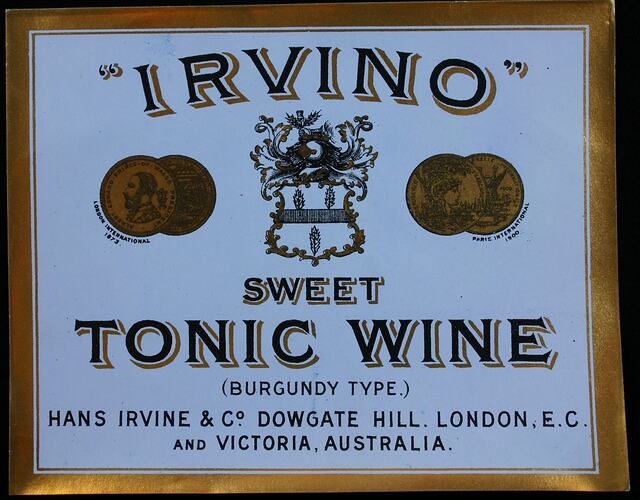 "IRVINO"
LONDON INTERNATIONAL
1873
PARIS INTERNATIONAL
1900
SWEET
TONIC WINE
(BURGUNDY TYPE.)
HANS IRVINE & Cº DOWGATE HILL. LONDON, E.C.
AND VICTORIA, AUSTRALIA.